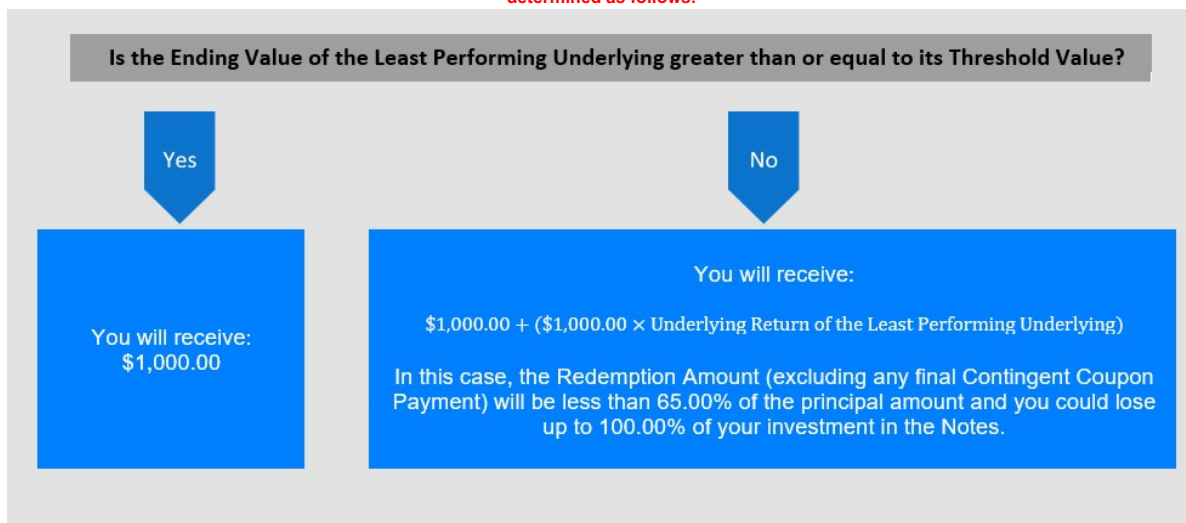 determined as follows:
Is the Ending Value of the Least Performing Underlying greater than or equal to its Threshold Value?
Yes
No
You will receive:
$1,000.00
You will receive:
$1,000.00 + ($1,000.00 × Underlying Return of the Least Performing Underlying)
In this case, the Redemption Amount (excluding any final Contingent Coupon
Payment) will be less than 65.00% of the principal amount and you could lose
up to 100.00% of your investment in the Notes.